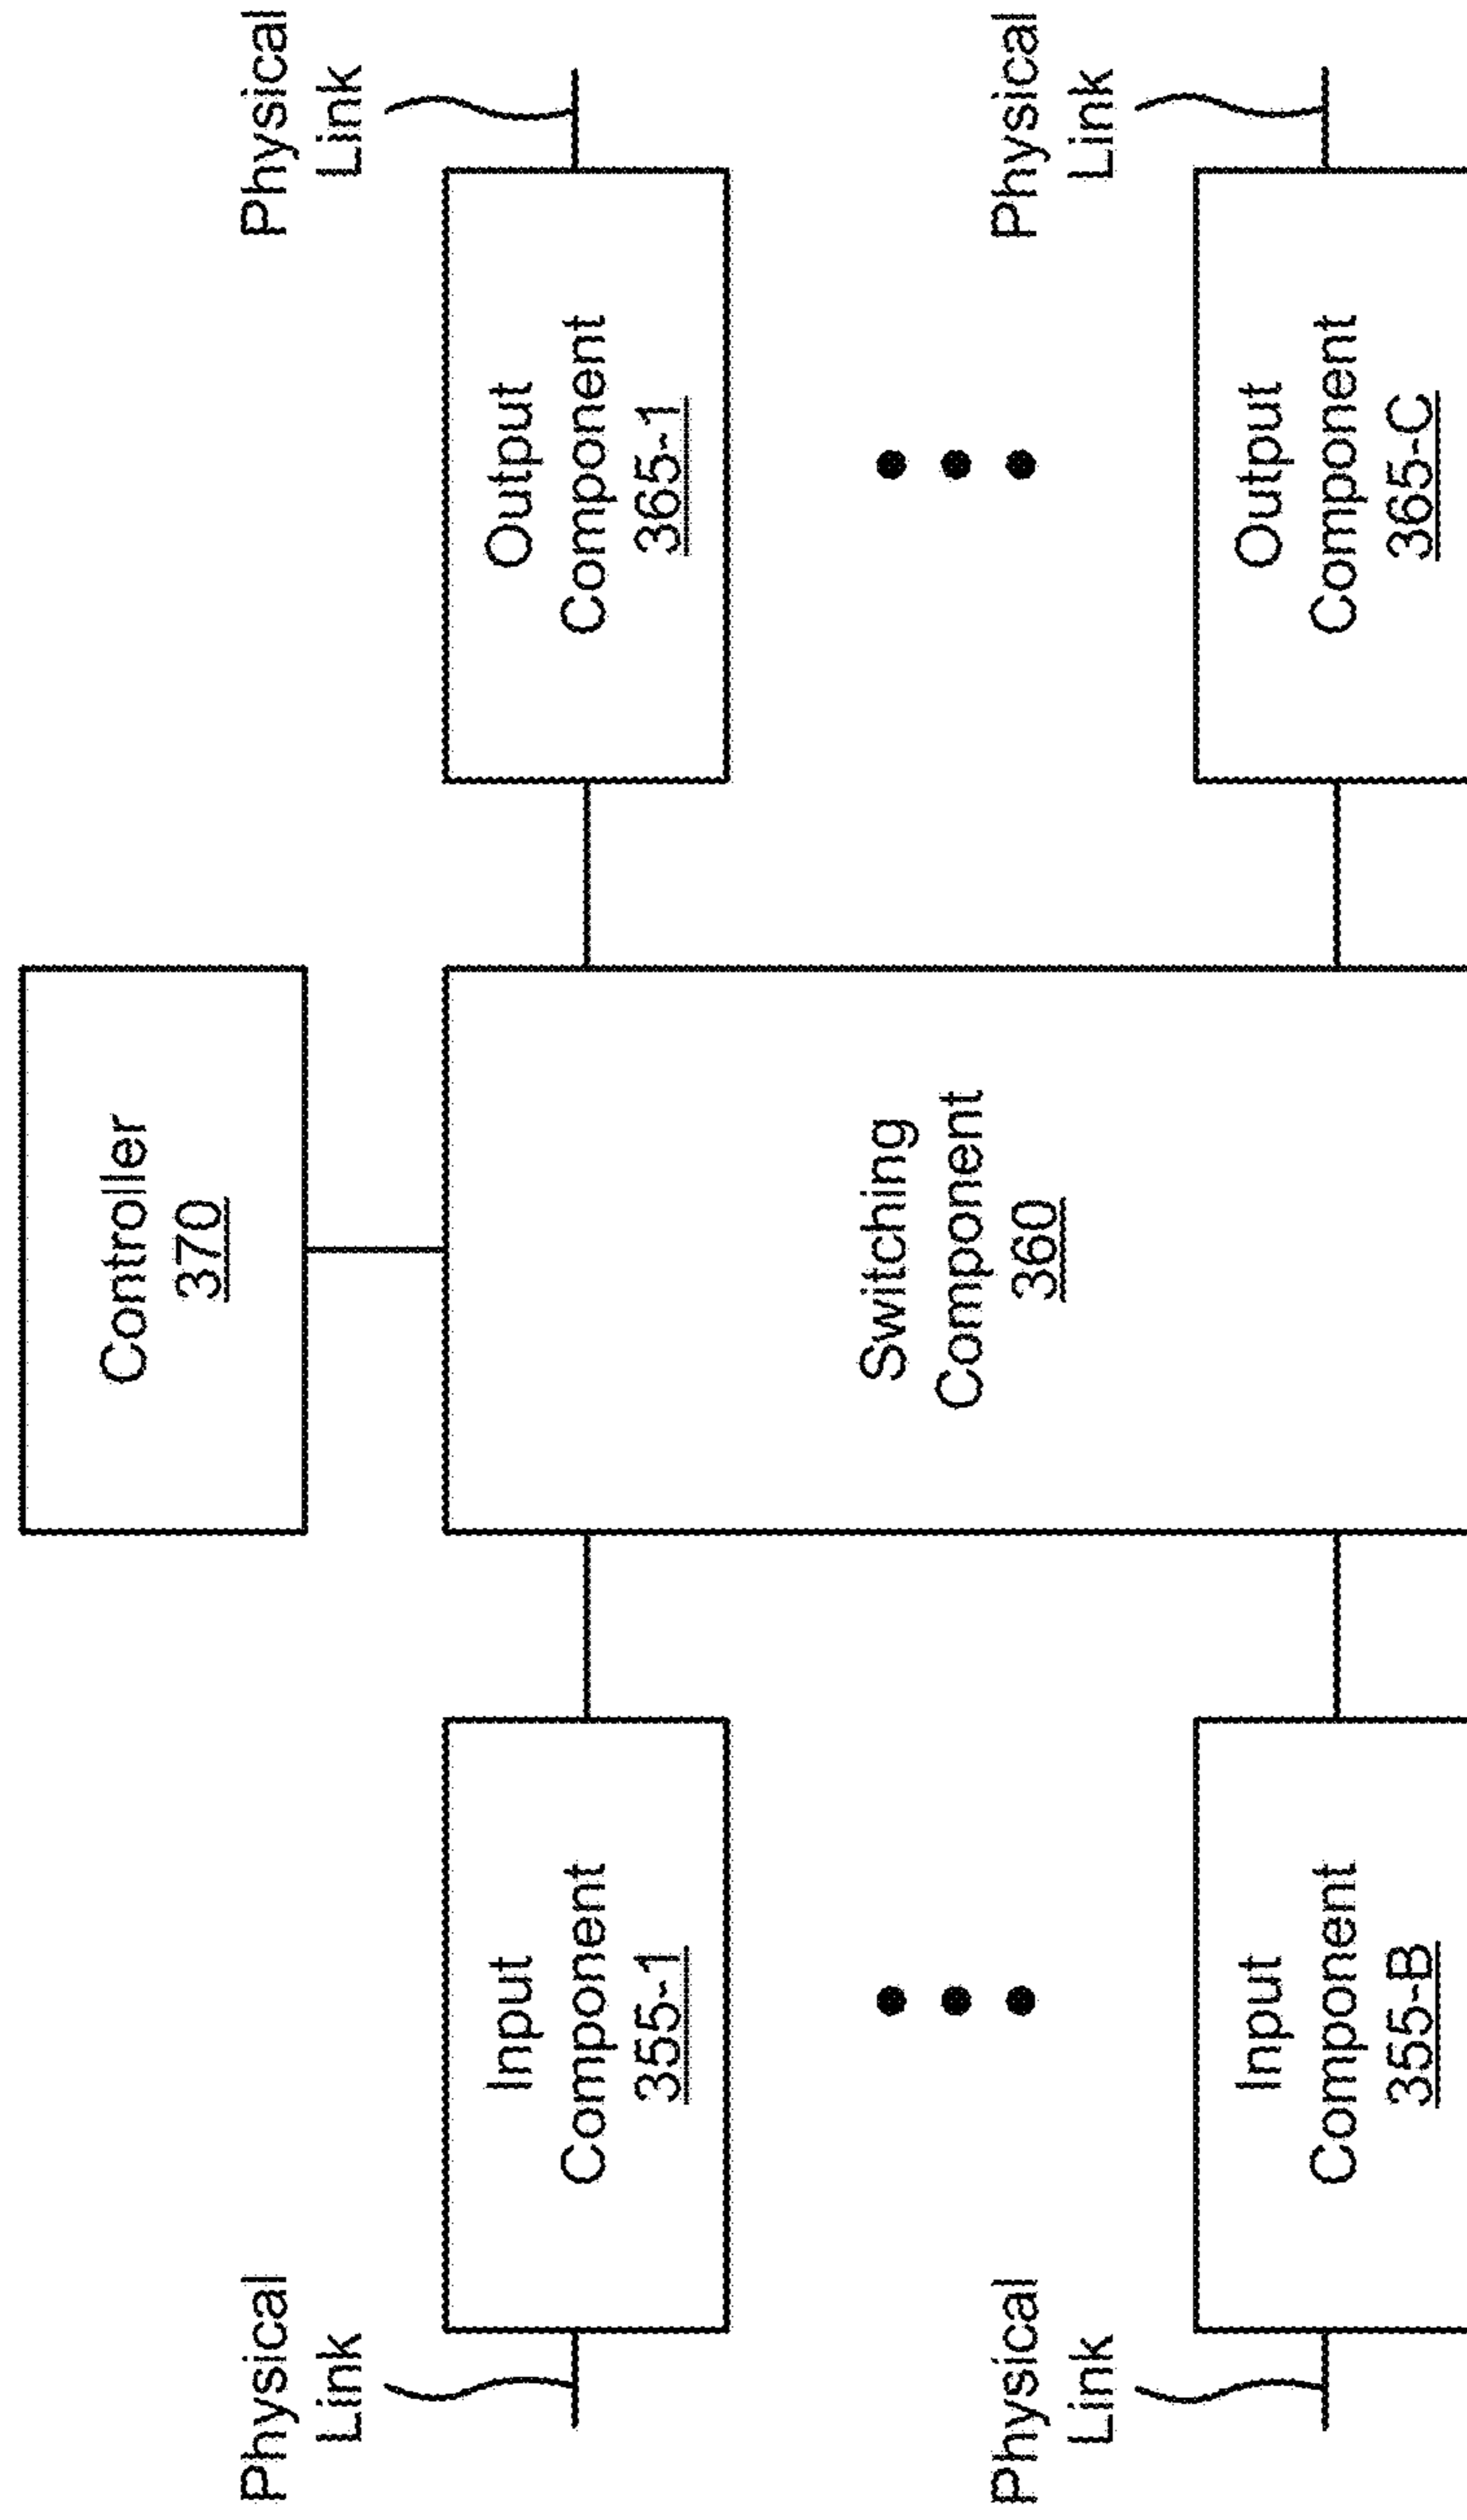 Controller
370
Physical
Link
Input
Component
355-1
Switching
Component
360
Output
Component
365-1
Physical
Link
Physical
Link
Input
Component
355-B
Output
Component
365-C
Physical
Link